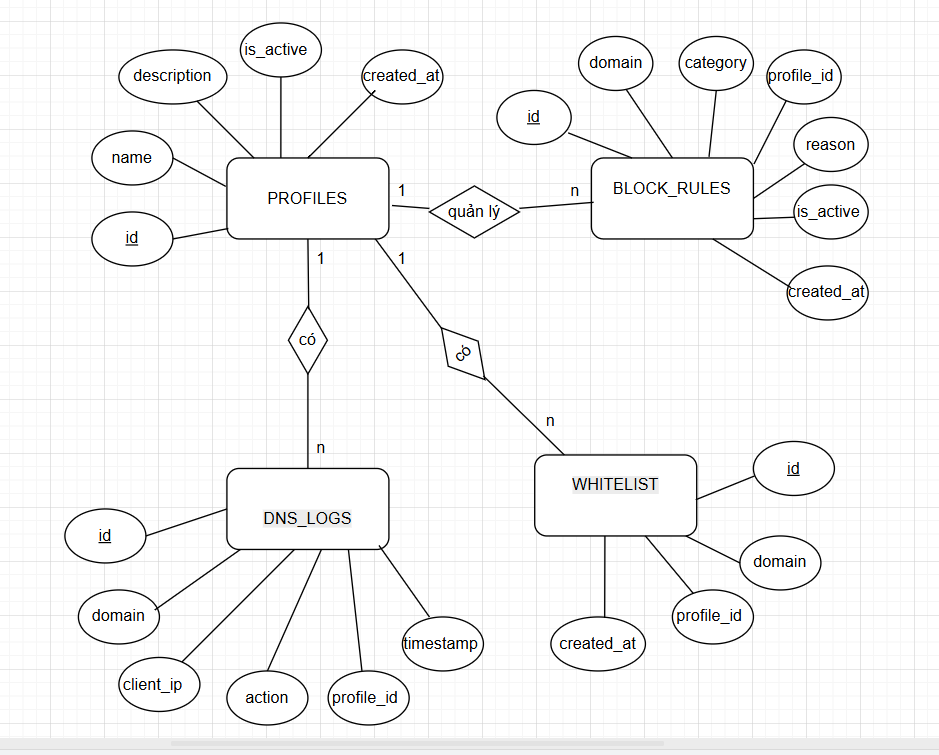 is_active
description
created_at
name
id
PROFILES
1
quản lý
n
domain
category
profile_id
id
reason
is_active
created_at
BLOCK_RULES
1
có
n
1
có
n
DNS_LOGS
id
domain
client_ip
action
profile_id
timestamp
WHITELIST
id
domain
profile_id
created_at